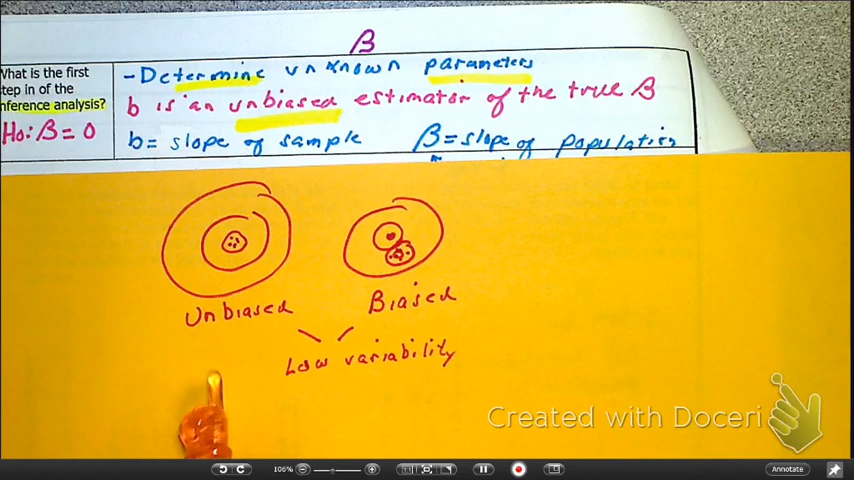 β
What is the first
step in of the
inference analysis?
Ho: β = 0
- Determine unknown parameters
b is an unbiased estimator of the true β
b = slope of sample
β = slope of population
Unbiased
Biased
Low variability
Created with Doceri
106%
Annotate